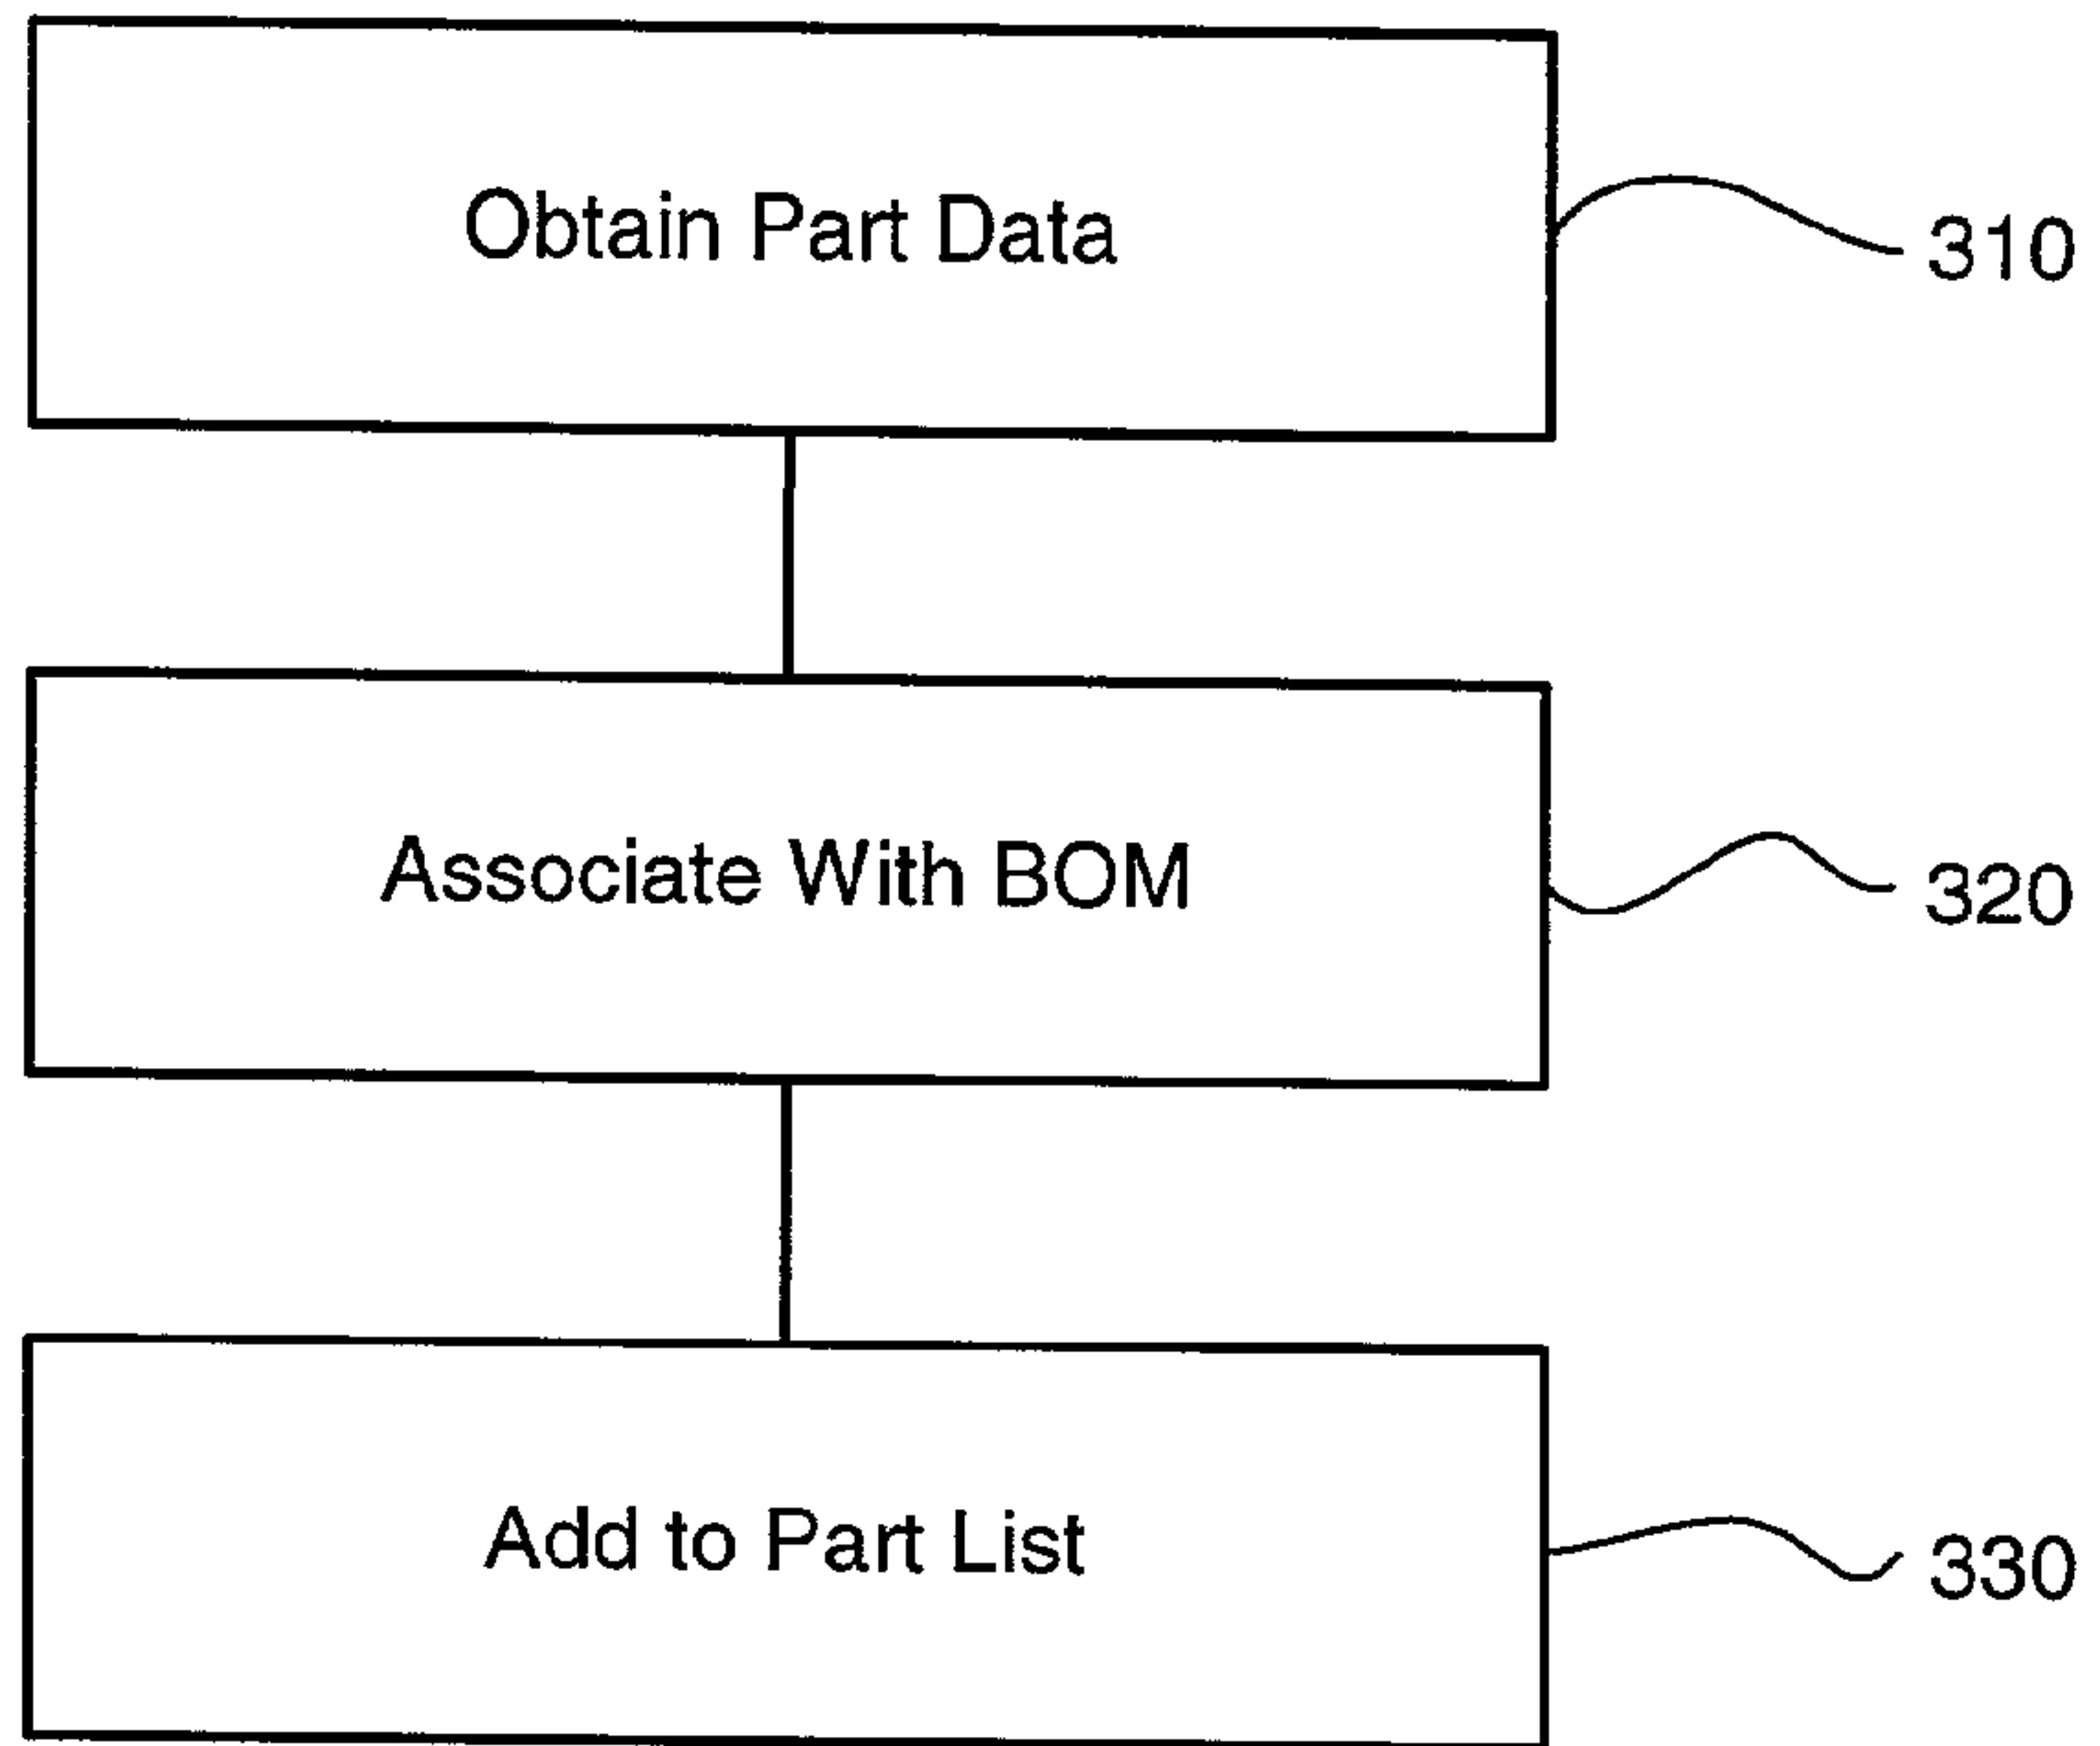 Obtain Part Data
310
Associate With BOM
320
Add to Part List
330